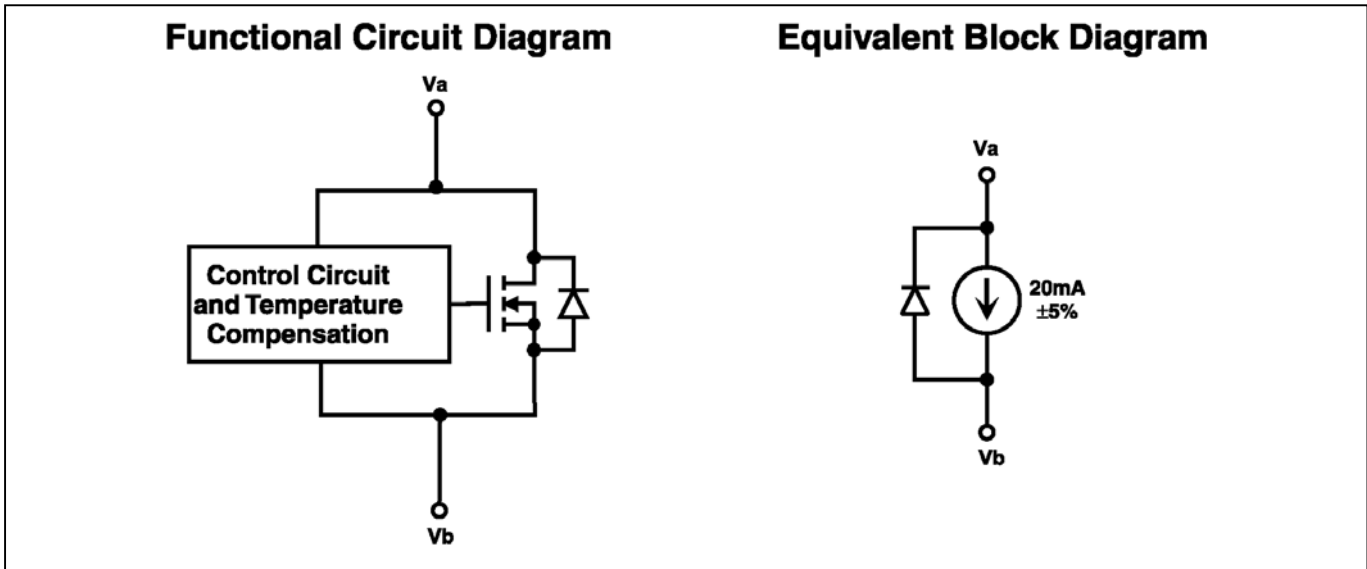 Functional Circuit Diagram
Va
Control Circuit
and Temperature
Compensation
Vb
Equivalent Block Diagram
Va
20mA
±5%
Vb